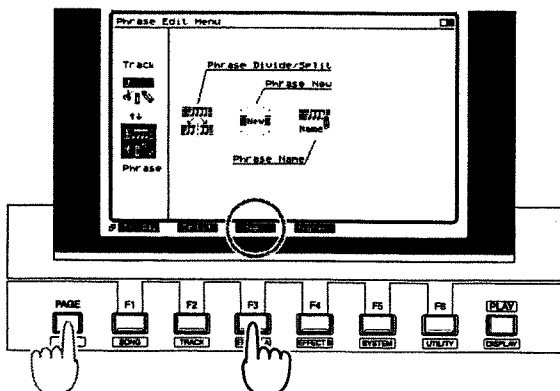 Phrase Edit Menu
Track
Phrase Divide/Split
Phrase New
New
Name
Phrase Name
Phrase
PAGE
F1
F2
F3
F4
F5
F6
PLAY
SONG
TRACK
EFFECT B
SYSTEM
UTILITY
DISPLAY